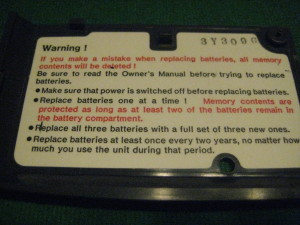 3Y309C
Warning !
If you make a mistake when replacing batteries, all memory
contents will be deleted !
Be sure to read the Owner's Manual before trying to replace
batteries.
● Make sure that power is switched off before replacing batteries.
● Replace batteries one at a time ! Memory contents are
protected as long as at least two of the batteries remain in
the battery compartment.
● Replace all three batteries with a full set of three new ones.
● Replace batteries at least once every two years, no matter how
much you use the unit during that period.